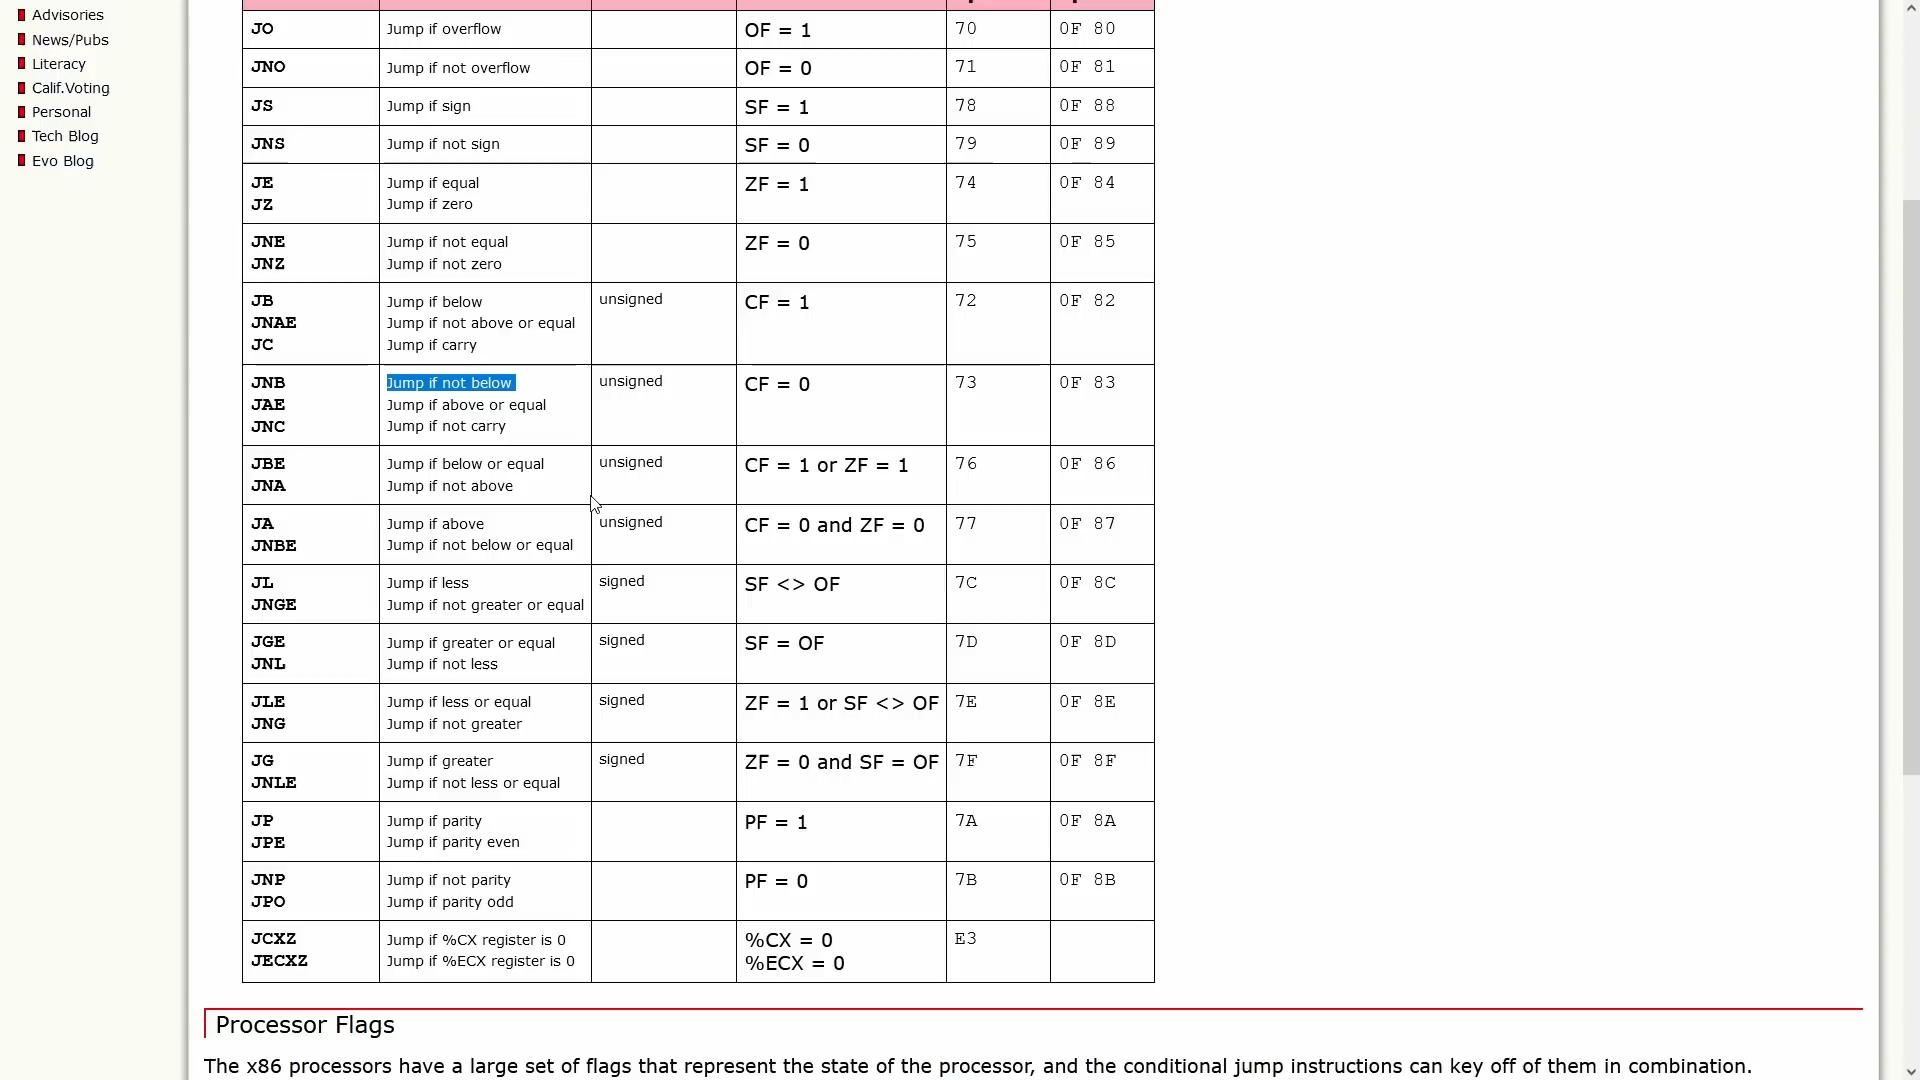 Advisories
News/Pubs
Literacy
Calif.Voting
Personal
Tech Blog
Evo Blog
JO Jump if overflow OF = 1 70 0F 80
JNO Jump if not overflow OF = 0 71 0F 81
JS Jump if sign SF = 1 78 0F 88
JNS Jump if not sign SF = 0 79 0F 89
JE Jump if equal ZF = 1 74 0F 84
JZ Jump if zero
JNE Jump if not equal ZF = 0 75 0F 85
JNZ Jump if not zero
JB Jump if below unsigned CF = 1 72 0F 82
JNAE Jump if not above or equal
JC Jump if carry
JNB Jump if not below unsigned CF = 0 73 0F 83
JAE Jump if above or equal
JNC Jump if not carry
JBE Jump if below or equal unsigned CF = 1 or ZF = 1 76 0F 86
JNA Jump if not above
JA Jump if above unsigned CF = 0 and ZF = 0 77 0F 87
JNBE Jump if not below or equal
JL Jump if less signed SF <> OF 7C 0F 8C
JNGE Jump if not greater or equal
JGE Jump if greater or equal signed SF = OF 7D 0F 8D
JNL Jump if not less
JLE Jump if less or equal signed ZF = 1 or SF <> OF 7E 0F 8E
JNG Jump if not greater
JG Jump if greater signed ZF = 0 and SF = OF 7F 0F 8F
JNLE Jump if not less or equal
JP Jump if parity PF = 1 7A 0F 8A
JPE Jump if parity even
JNP Jump if not parity PF = 0 7B 0F 8B
JPO Jump if parity odd
JCXZ Jump if %CX register is 0 %CX = 0 E3
JECXZ Jump if %ECX register is 0 %ECX = 0
Processor Flags
The x86 processors have a large set of flags that represent the state of the processor, and the conditional jump instructions can key off of them in combination.